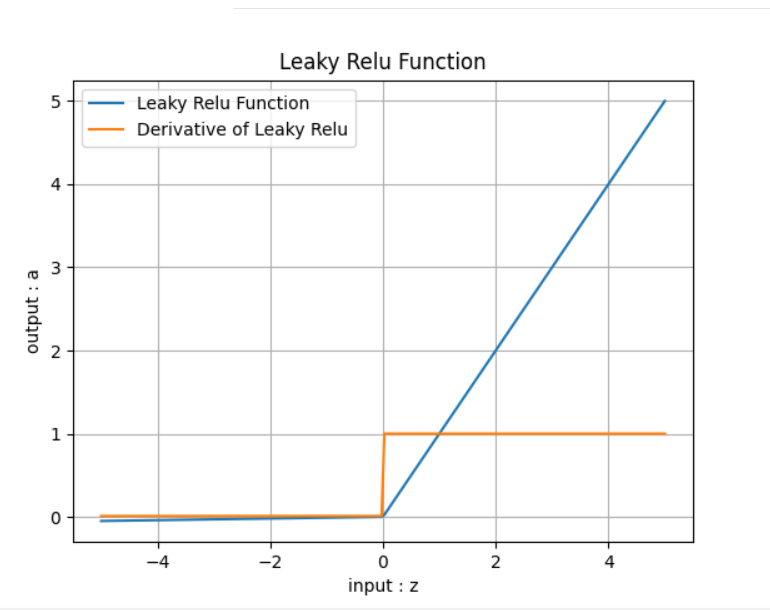 Leaky Relu Function
Leaky Relu Function
Derivative of Leaky Relu
5
4
3
2
1
0
output : a
−4 −2 0 2 4
input : z